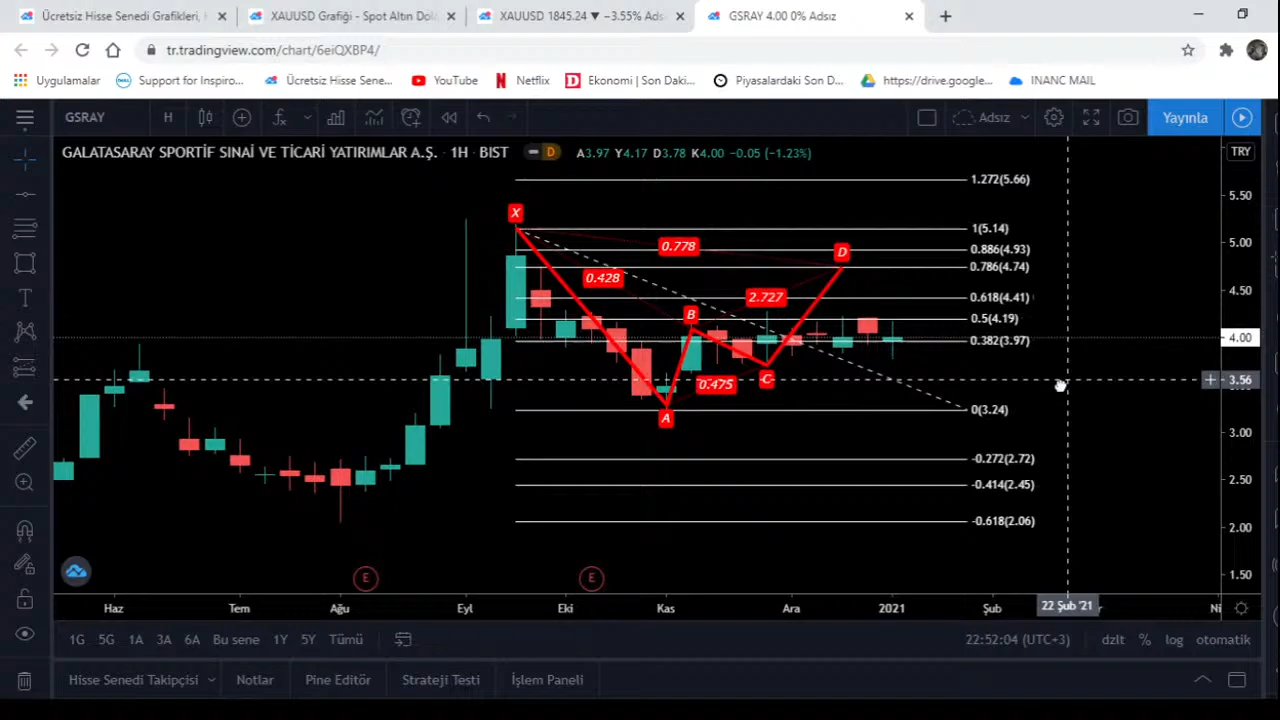 Ücretsiz Hisse Senedi Grafikleri,
XAUUSD Grafiği – Spot Altın Dol
XAUUSD 1845.24 ▼ −3.55% Ads
GSRAY 4.00 0% Adsız
tr.tradingview.com/chart/6eiQXBP4/
Uygulamalar
Support for Inspiro...
Ücretsiz Hisse Sene...
YouTube
Netflix
Ekonomi | Son Daki...
Piyasalardaki Son D...
https://drive.google...
INANC MAIL
GSRAY
H
Adsız
Yayınla
GALATASARAY SPORTİF SINAİ VE TİCARİ YATIRIMLAR A.Ş. · 1H · BIST
D
A3.97 Y4.17 D3.78 K4.00 −0.05 (−1.23%)
TRY
1.272(5.66)
5.50
X
1(5.14)
5.00
0.778
0.886(4.93)
D
0.786(4.74)
0.428
4.50
2.727
0.618(4.41)
B
0.5(4.19)
0.382(3.97)
4.00
C
0.475
3.56
A
0(3.24)
3.00
-0.272(2.72)
2.50
-0.414(2.45)
-0.618(2.06)
2.00
E
E
1.50
Haz
Tem
Ağu
Eyl
Eki
Kas
Ara
2021
Şub
22 Şub '21
Ni
1G 5G 1A 3A 6A Bu sene 1Y 5Y Tümü
22:52:04 (UTC+3)
dzlt % log otomatik
Hisse Senedi Takipçisi
Notlar
Pine Editör
Strateji Testi
İşlem Paneli